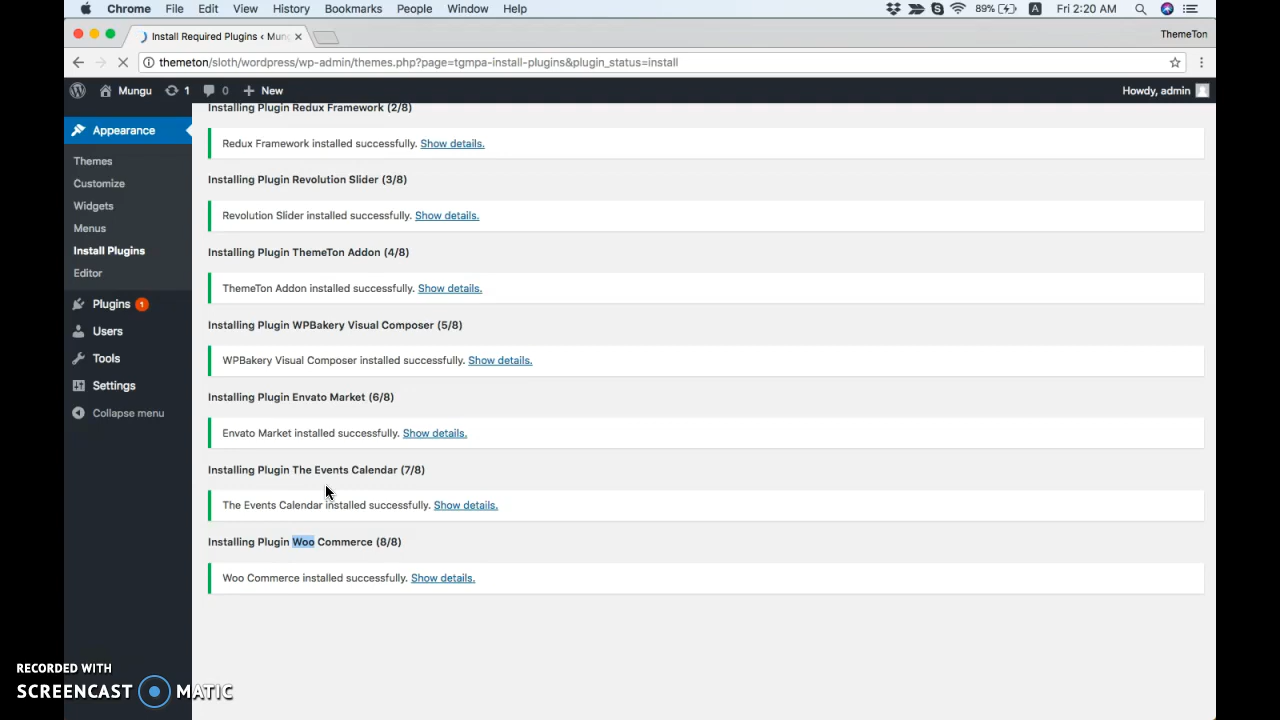 Chrome File Edit View History Bookmarks People Window Help 89% A Fri 2:20 AM
Install Required Plugins ‹ Mung ThemeTon
themeton/sloth/wordpress/wp-admin/themes.php?page=tgmpa-install-plugins&plugin_status=install
Mungu 1 0 New Howdy, admin
Appearance
Themes
Customize
Widgets
Menus
Install Plugins
Editor
Plugins 1
Users
Tools
Settings
Collapse menu
Installing Plugin Redux Framework (2/8)
Redux Framework installed successfully. Show details.
Installing Plugin Revolution Slider (3/8)
Revolution Slider installed successfully. Show details.
Installing Plugin ThemeTon Addon (4/8)
ThemeTon Addon installed successfully. Show details.
Installing Plugin WPBakery Visual Composer (5/8)
WPBakery Visual Composer installed successfully. Show details.
Installing Plugin Envato Market (6/8)
Envato Market installed successfully. Show details.
Installing Plugin The Events Calendar (7/8)
The Events Calendar installed successfully. Show details.
Installing Plugin Woo Commerce (8/8)
Woo Commerce installed successfully. Show details.
RECORDED WITH
SCREENCAST MATIC